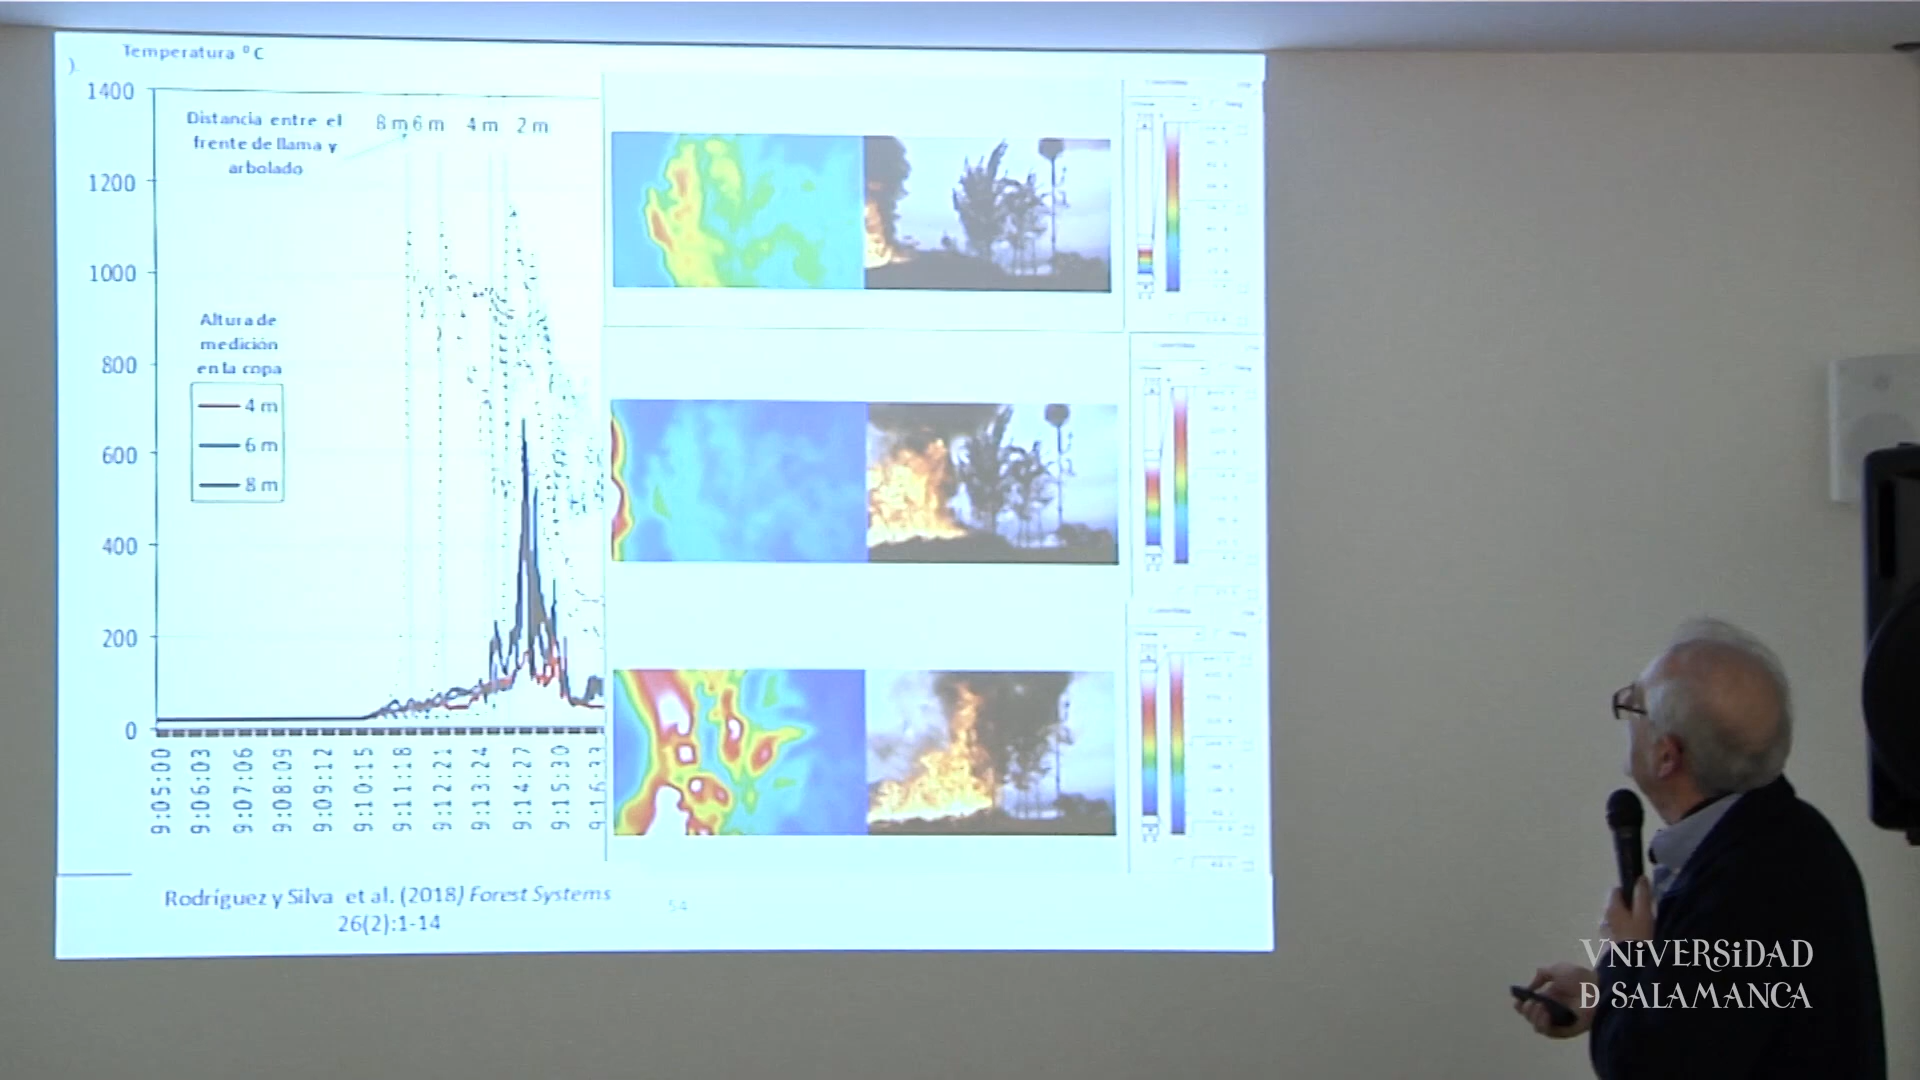 Temperatura ºC
).
1400
1200
1000
800
600
400
200
0
Distancia entre el
frente de llama y
arbolado
8 m 6 m 4 m 2 m
Altura de
medición
en la copa
4 m
6 m
8 m
9:05:00
9:06:03
9:07:06
9:08:09
9:09:12
9:10:15
9:11:18
9:12:21
9:13:24
9:14:27
9:15:30
9:16:33
Rodríguez y Silva et al. (2018) Forest Systems
26(2):1-14
54
VNiVERSiDAD
Ð SALAMANCA